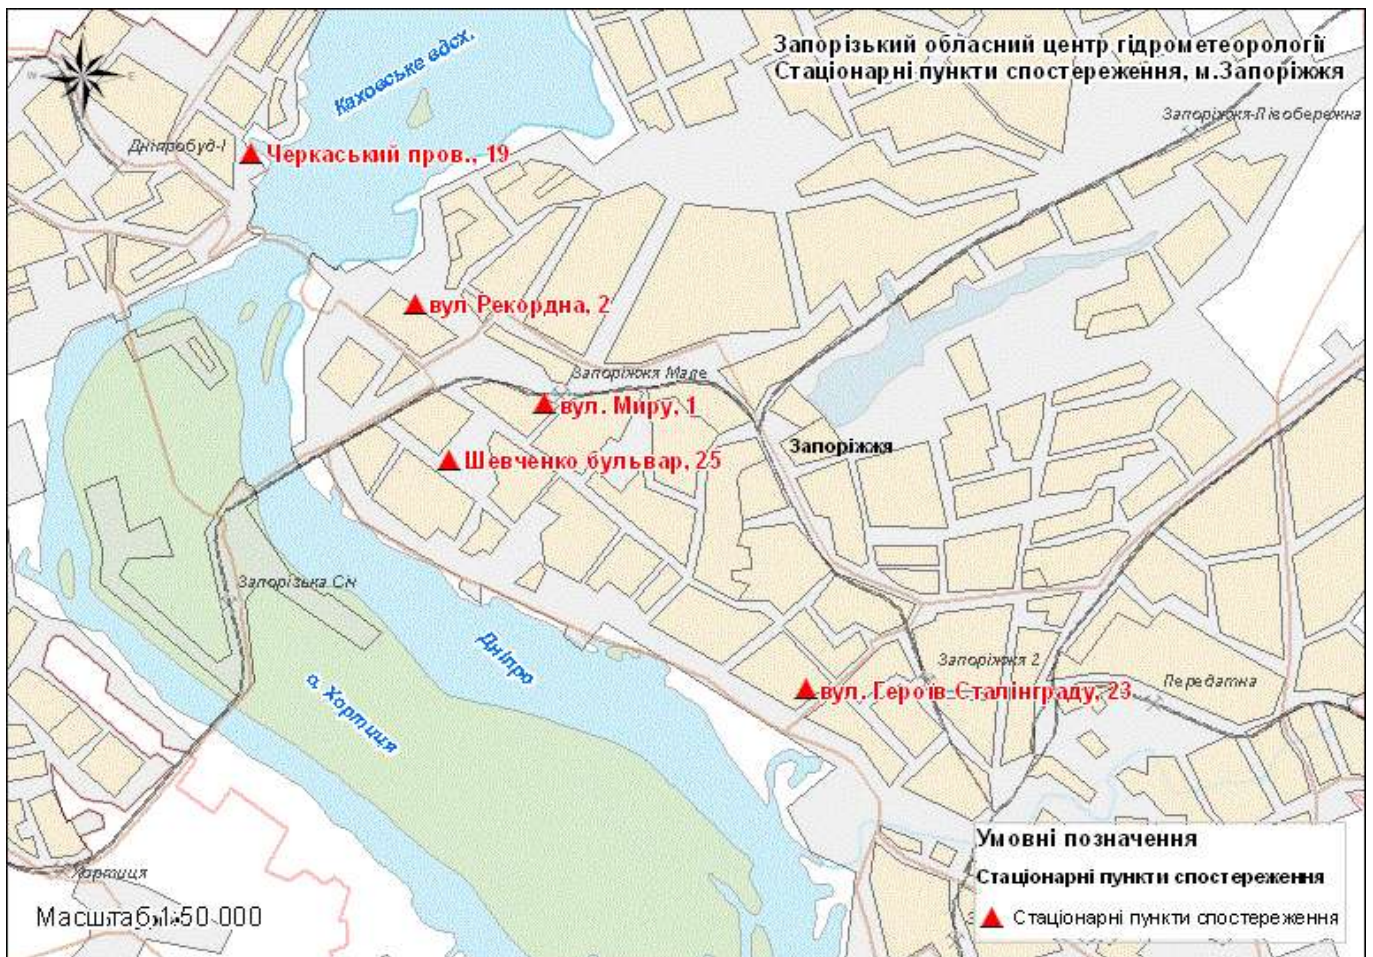 Запорізький обласний центр гідрометеорології
Стаціонарні пункти спостереження, м.Запоріжжя
Каховське вдсх.
W
E
Запоріжжя-Лівобережна
Дніпробуд-І
Черкаський пров., 19
вул Рекордна, 2
Запоріжжя Мале
вул. Миру, 1
Запоріжжя
Шевченко бульвар, 25
Запорізька Січ
Дніпро
о. Хортиця
Запоріжжя 2
Передатна
вул. Героїв Сталінграду, 23
Хортиця
Масштаб 1:50 000
Умовні позначення
Стаціонарні пункти спостереження
Стаціонарні пункти спостереження